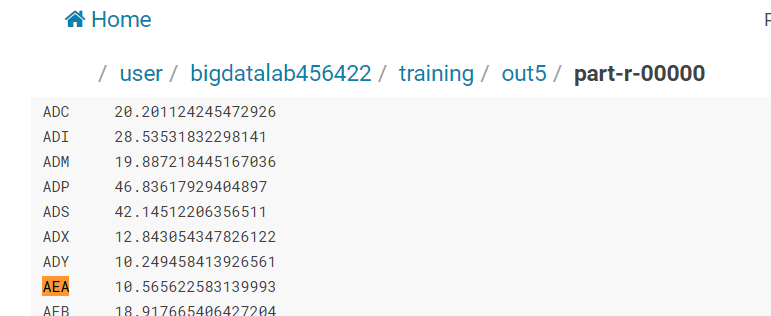 Home
/ user / bigdatalab456422 / training / out5 / part-r-00000
ADC 20.201124245472926
ADI 28.53531832298141
ADM 19.887218445167036
ADP 46.83617929404897
ADS 42.14512206356511
ADX 12.843054347826122
ADY 10.249458413926561
AEA 10.565622583139993
AEB 18.917665406427204